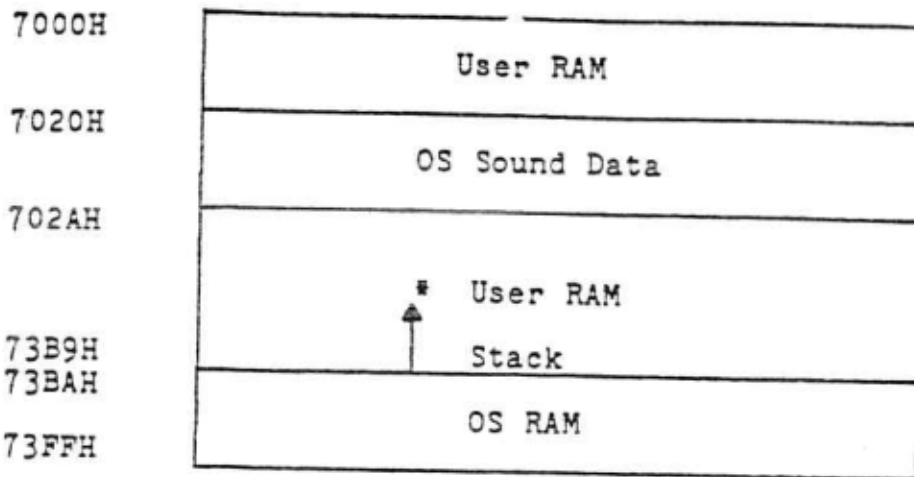 7000H
User RAM
7020H
OS Sound Data
702AH
* User RAM
73B9H
Stack
73BAH
OS RAM
73FFH